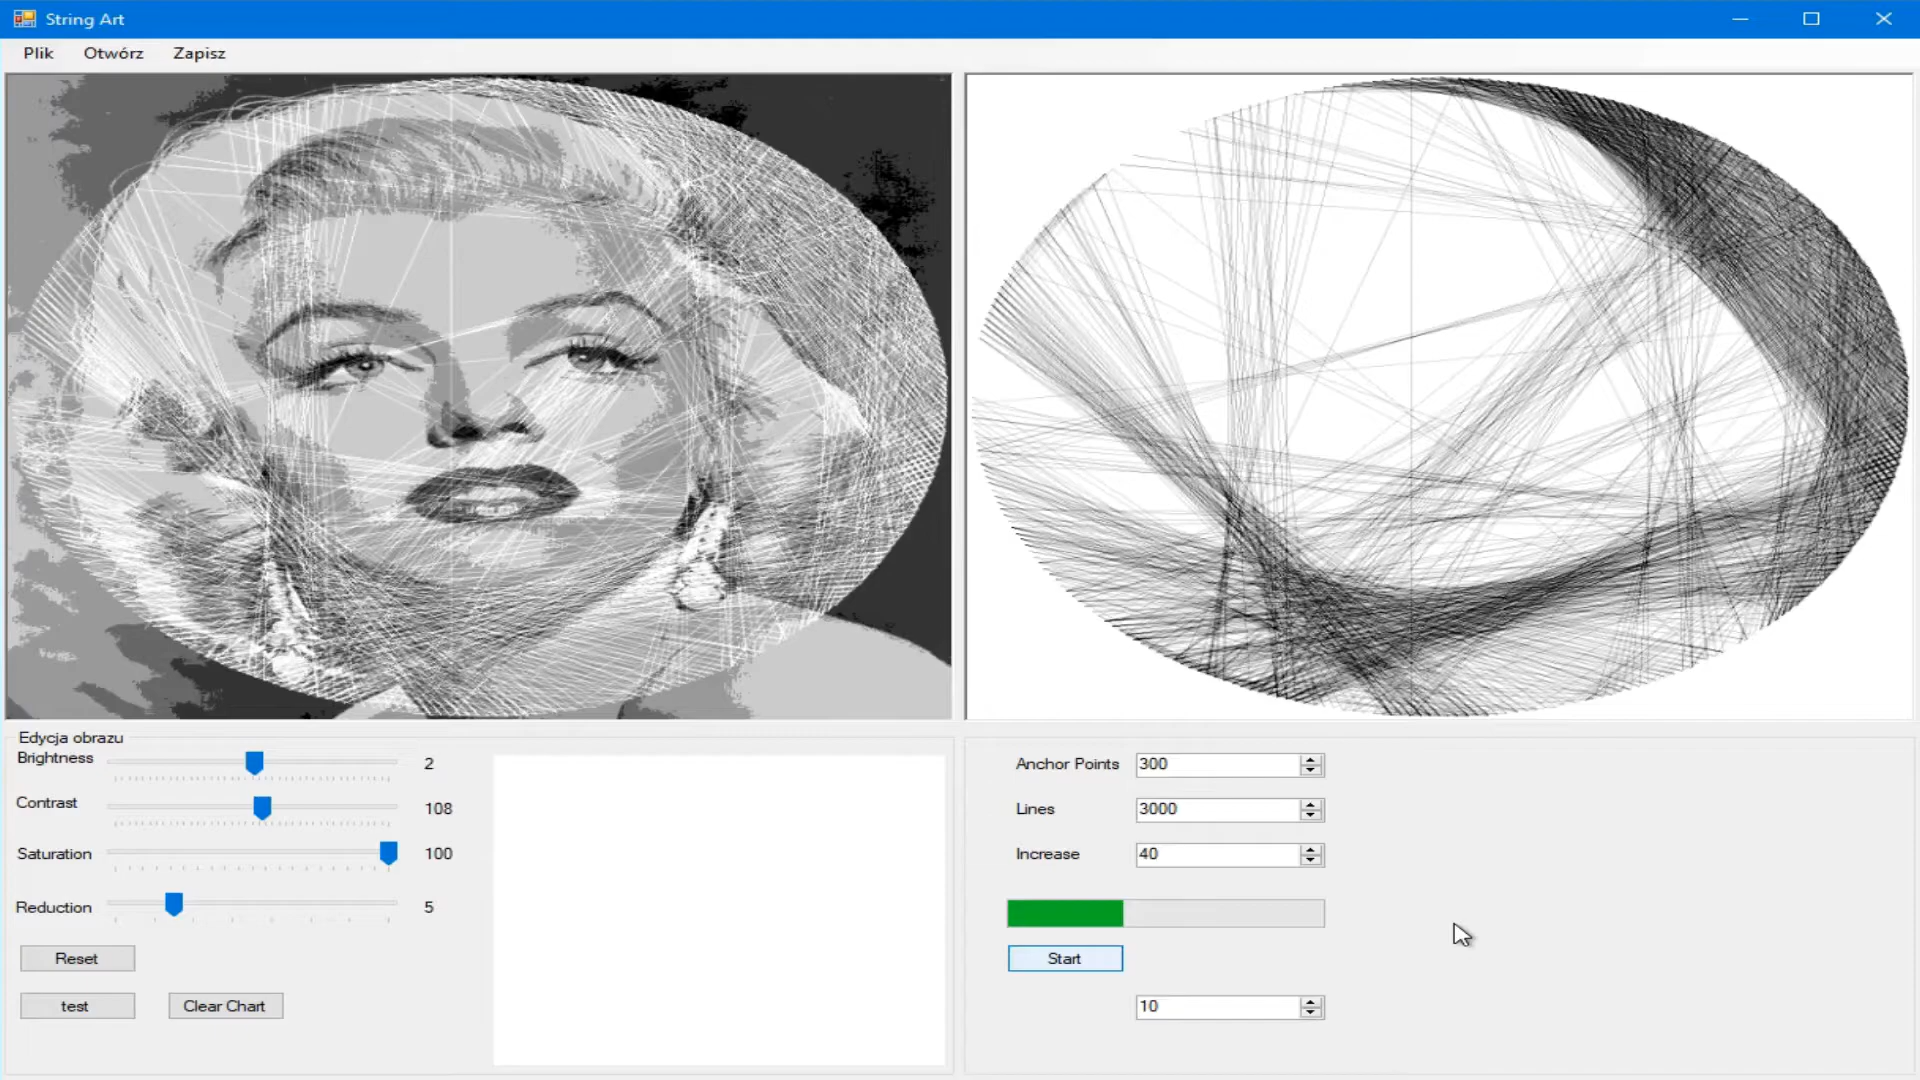 String Art
Plik Otwórz Zapisz
Edycja obrazu
Brightness 2
Contrast 108
Saturation 100
Reduction 5
Reset
test Clear Chart
Anchor Points 300
Lines 3000
Increase 40
Start
10